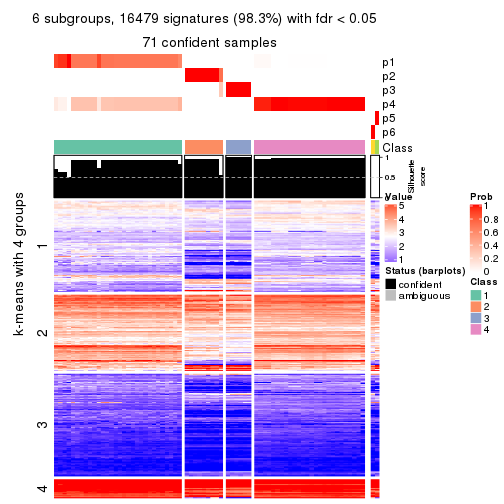 6 subgroups, 16479 signatures (98.3%) with fdr < 0.05
71 confident samples
p1
p2
p3
p4
p5
p6
Class
1
0.5
0
Silhouette
score
k-means with 4 groups
1
2
3
4
Value
5
4
3
2
1
Status (barplots)
confident
ambiguous
Prob
1
0.8
0.6
0.4
0.2
0
Class
1
2
3
4